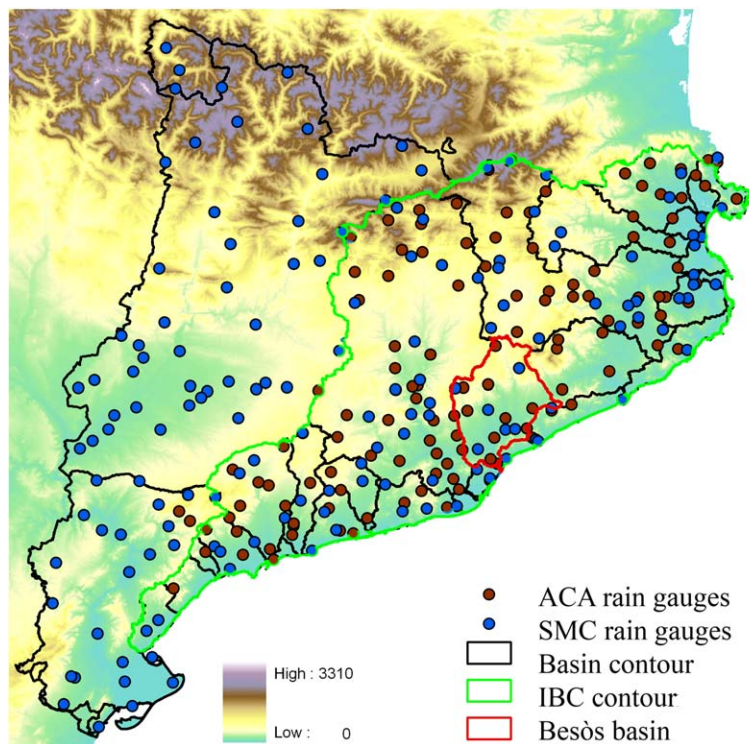 ACA rain gauges
SMC rain gauges
Basin contour
IBC contour
Besòs basin
High : 3310
Low : 0